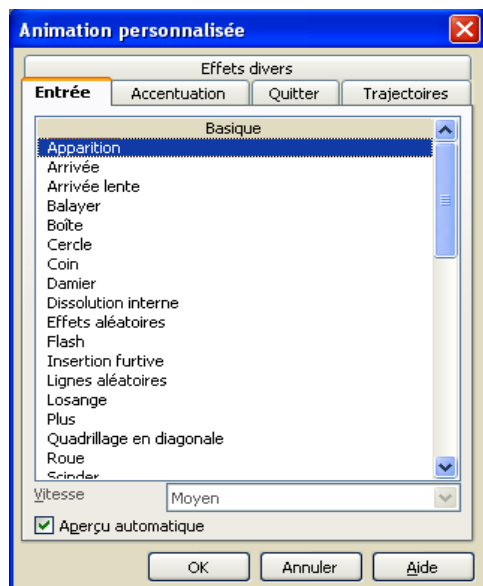 Animation personnalisée
Effets divers
Entrée Accentuation Quitter Trajectoires
Basique
Apparition
Arrivée
Arrivée lente
Balayer
Boîte
Cercle
Coin
Damier
Dissolution interne
Effets aléatoires
Flash
Insertion furtive
Lignes aléatoires
Losange
Plus
Quadrillage en diagonale
Roue
Scinder
Vitesse Moyen
Aperçu automatique
OK Annuler Aide